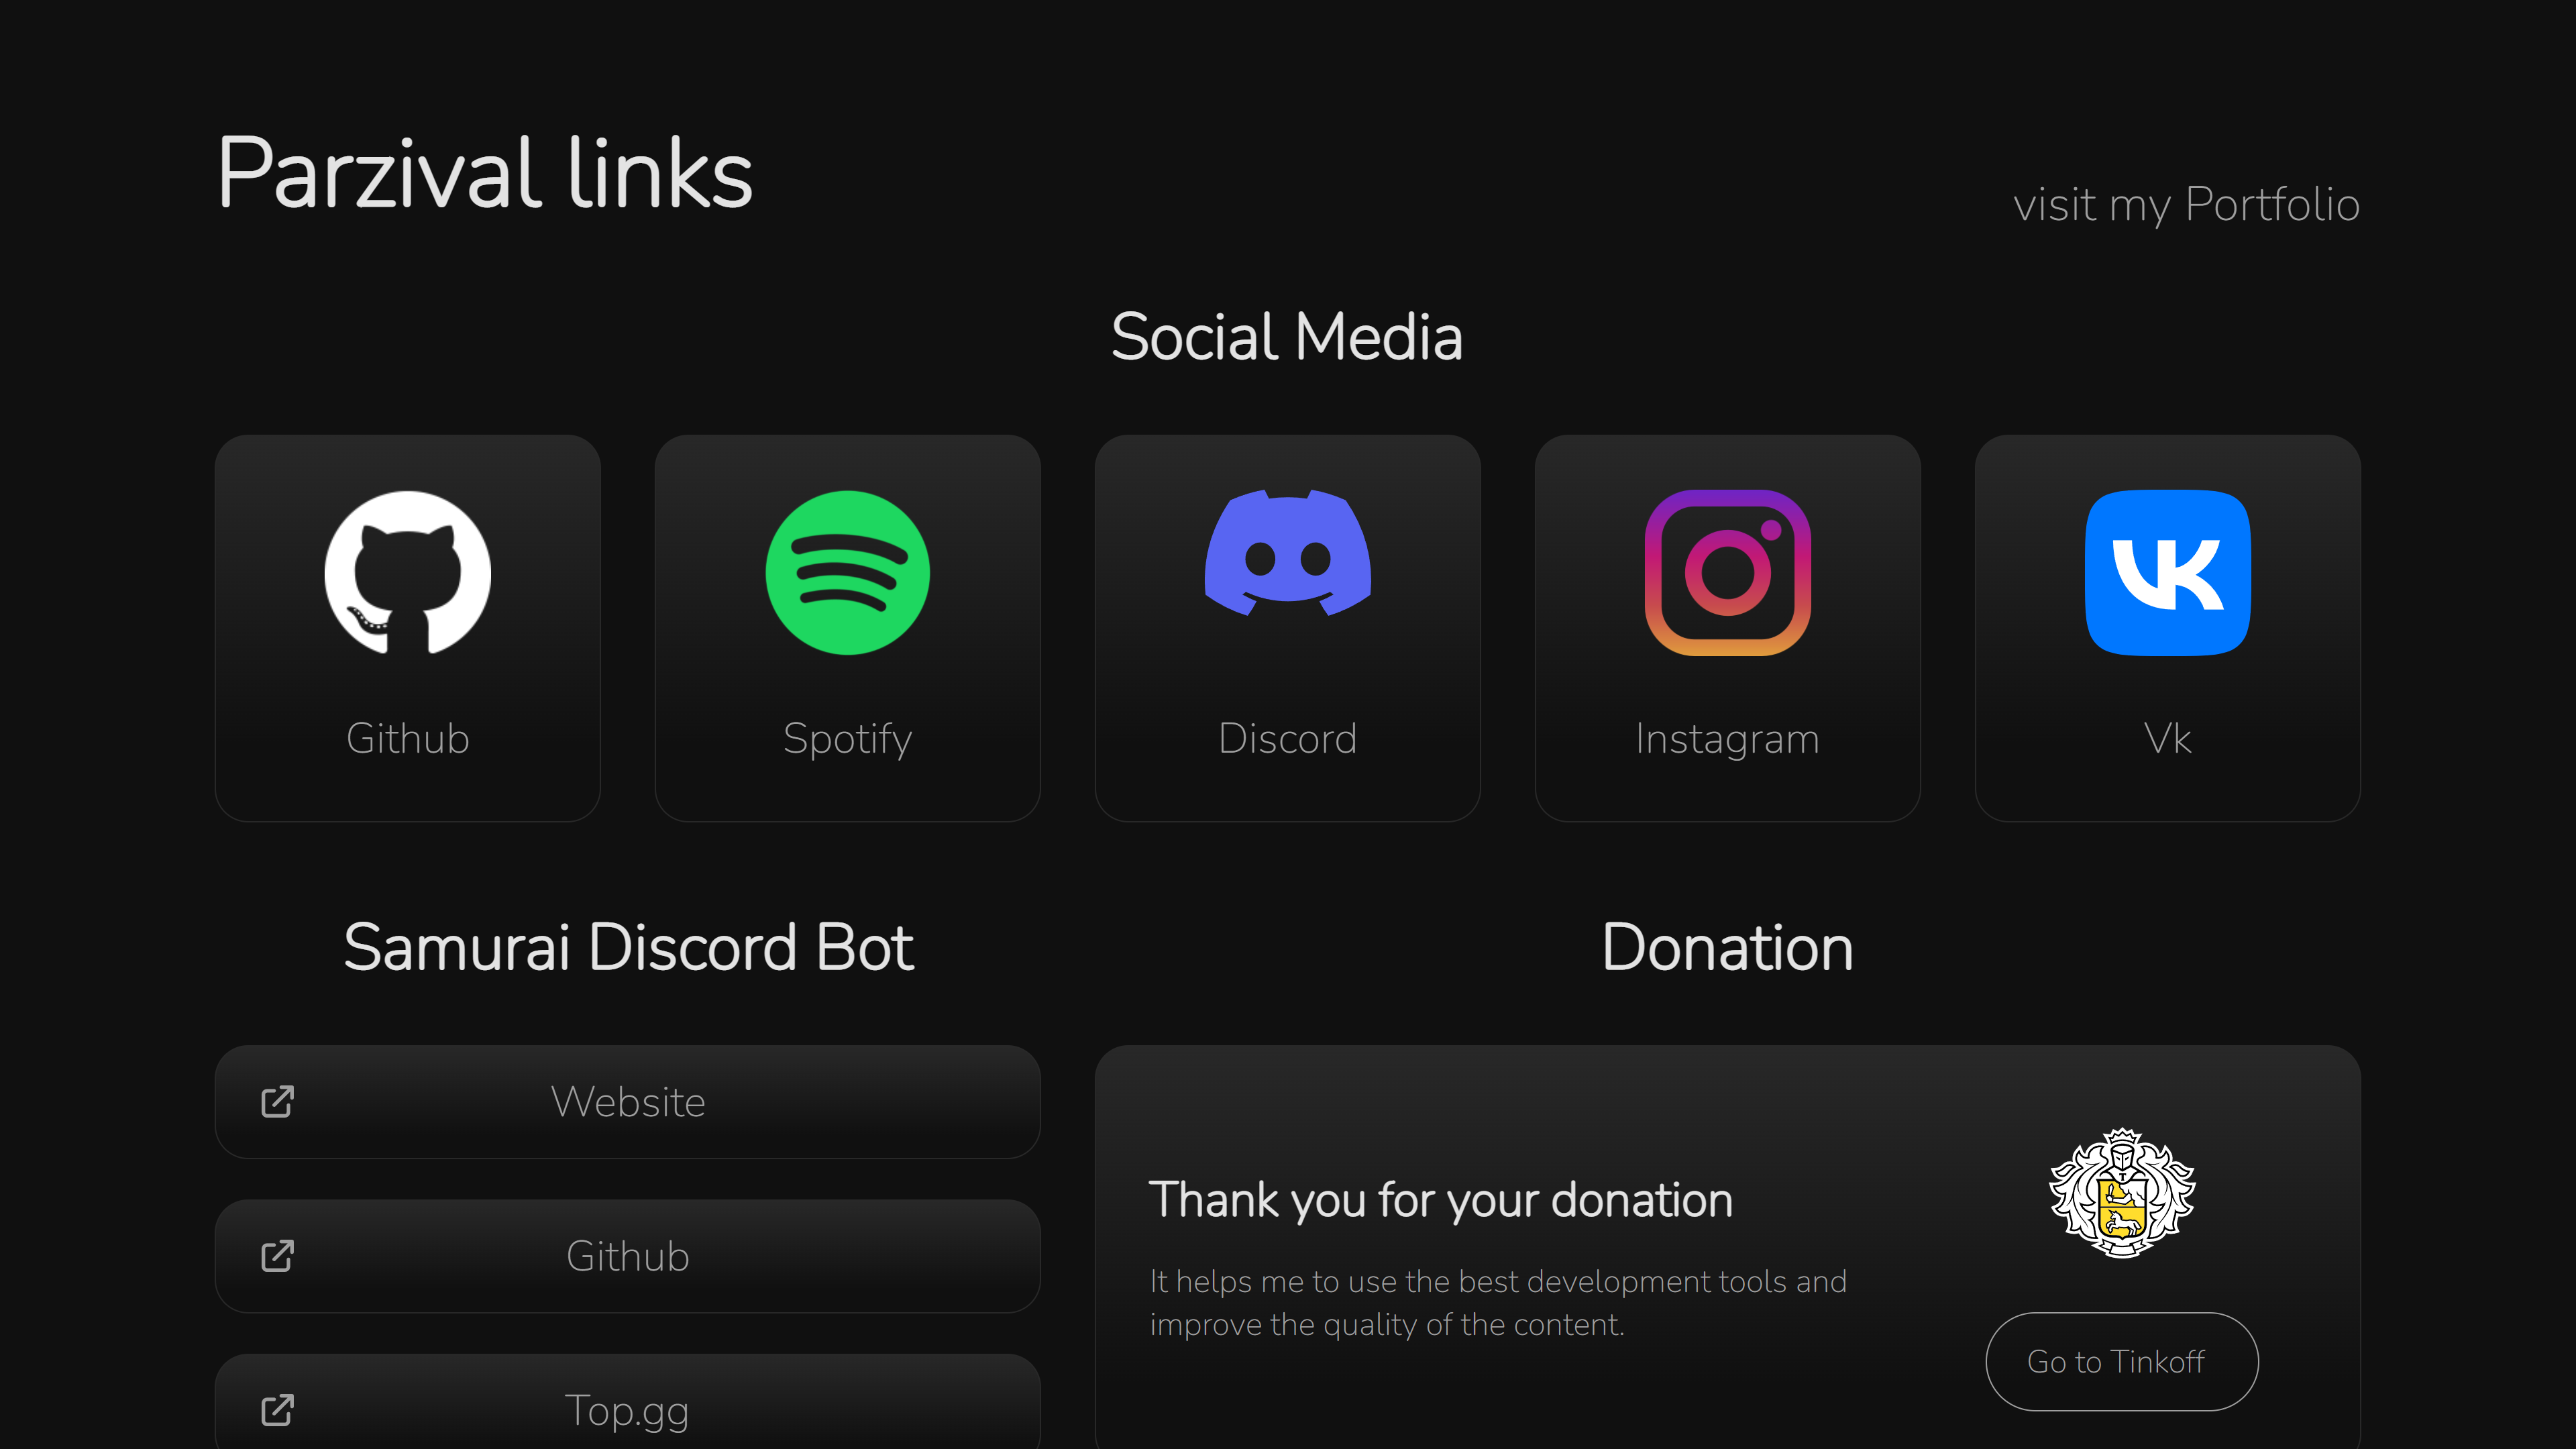 Parzival links
visit my Portfolio
Social Media
Github
Spotify
Discord
Instagram
Vk
Samurai Discord Bot
Website
Github
Top.gg
Donation
Thank you for your donation
It helps me to use the best development tools and
improve the quality of the content.
Go to Tinkoff